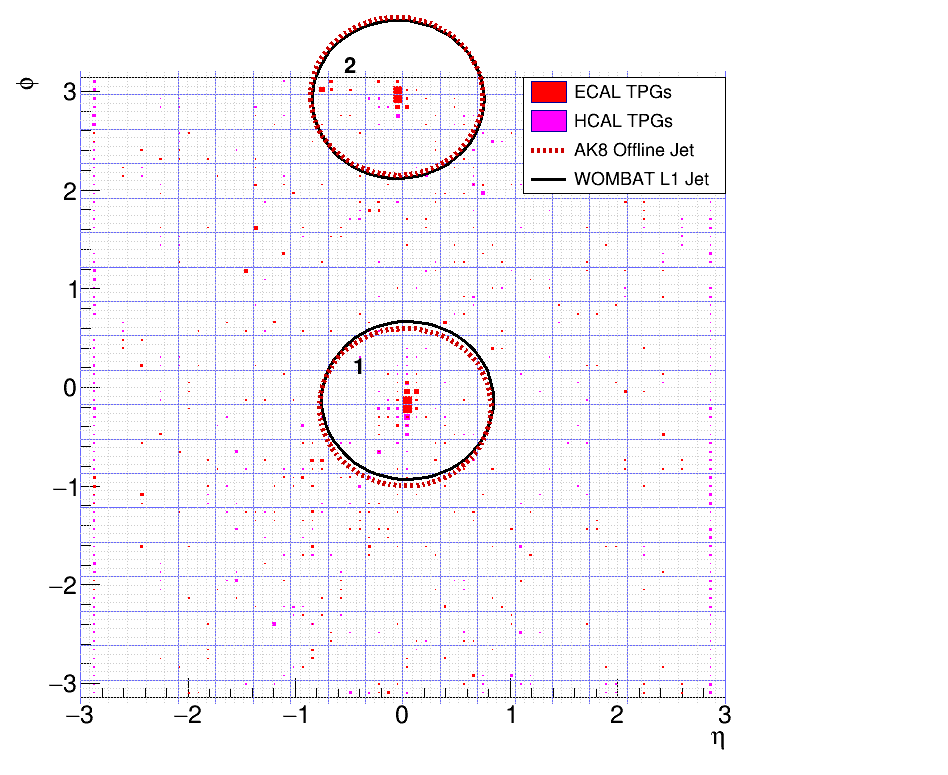 2
ϕ
3
ECAL TPGs
HCAL TPGs
AK8 Offline Jet
WOMBAT L1 Jet
2
1
1
0
−1
−2
−3
−3 −2 −1 0 1 2 3
η